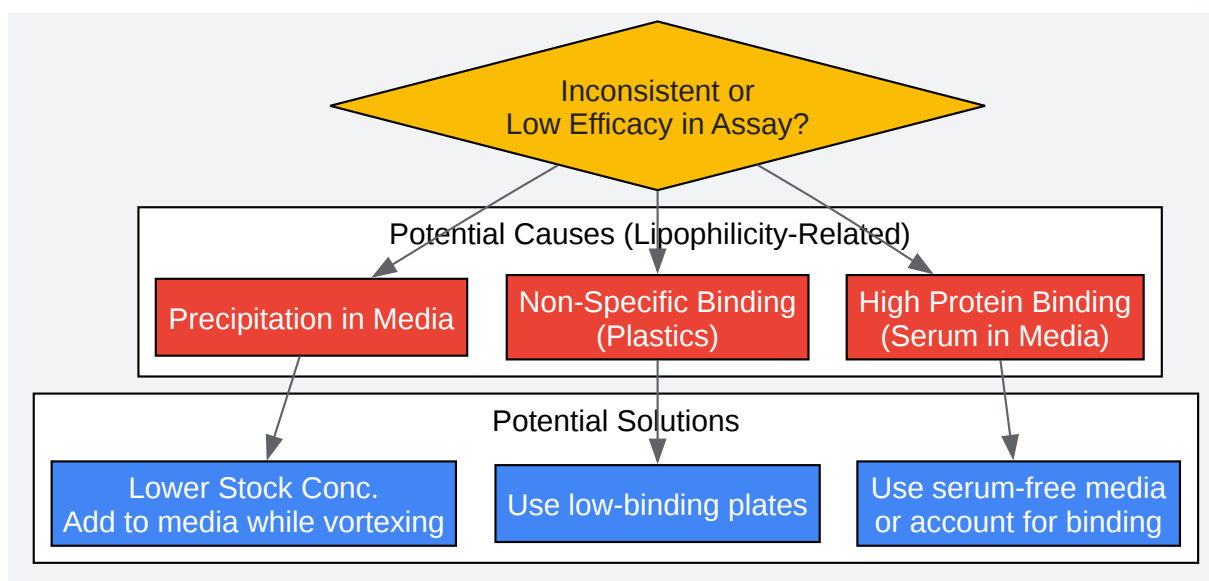 Inconsistent or
Low Efficacy in Assay?
Potential Causes (Lipophilicity-Related)
Precipitation in Media
Non-Specific Binding
(Plastics)
High Protein Binding
(Serum in Media)
Potential Solutions
Lower Stock Conc.
Add to media while vortexing
Use low-binding plates
Use serum-free media
or account for binding